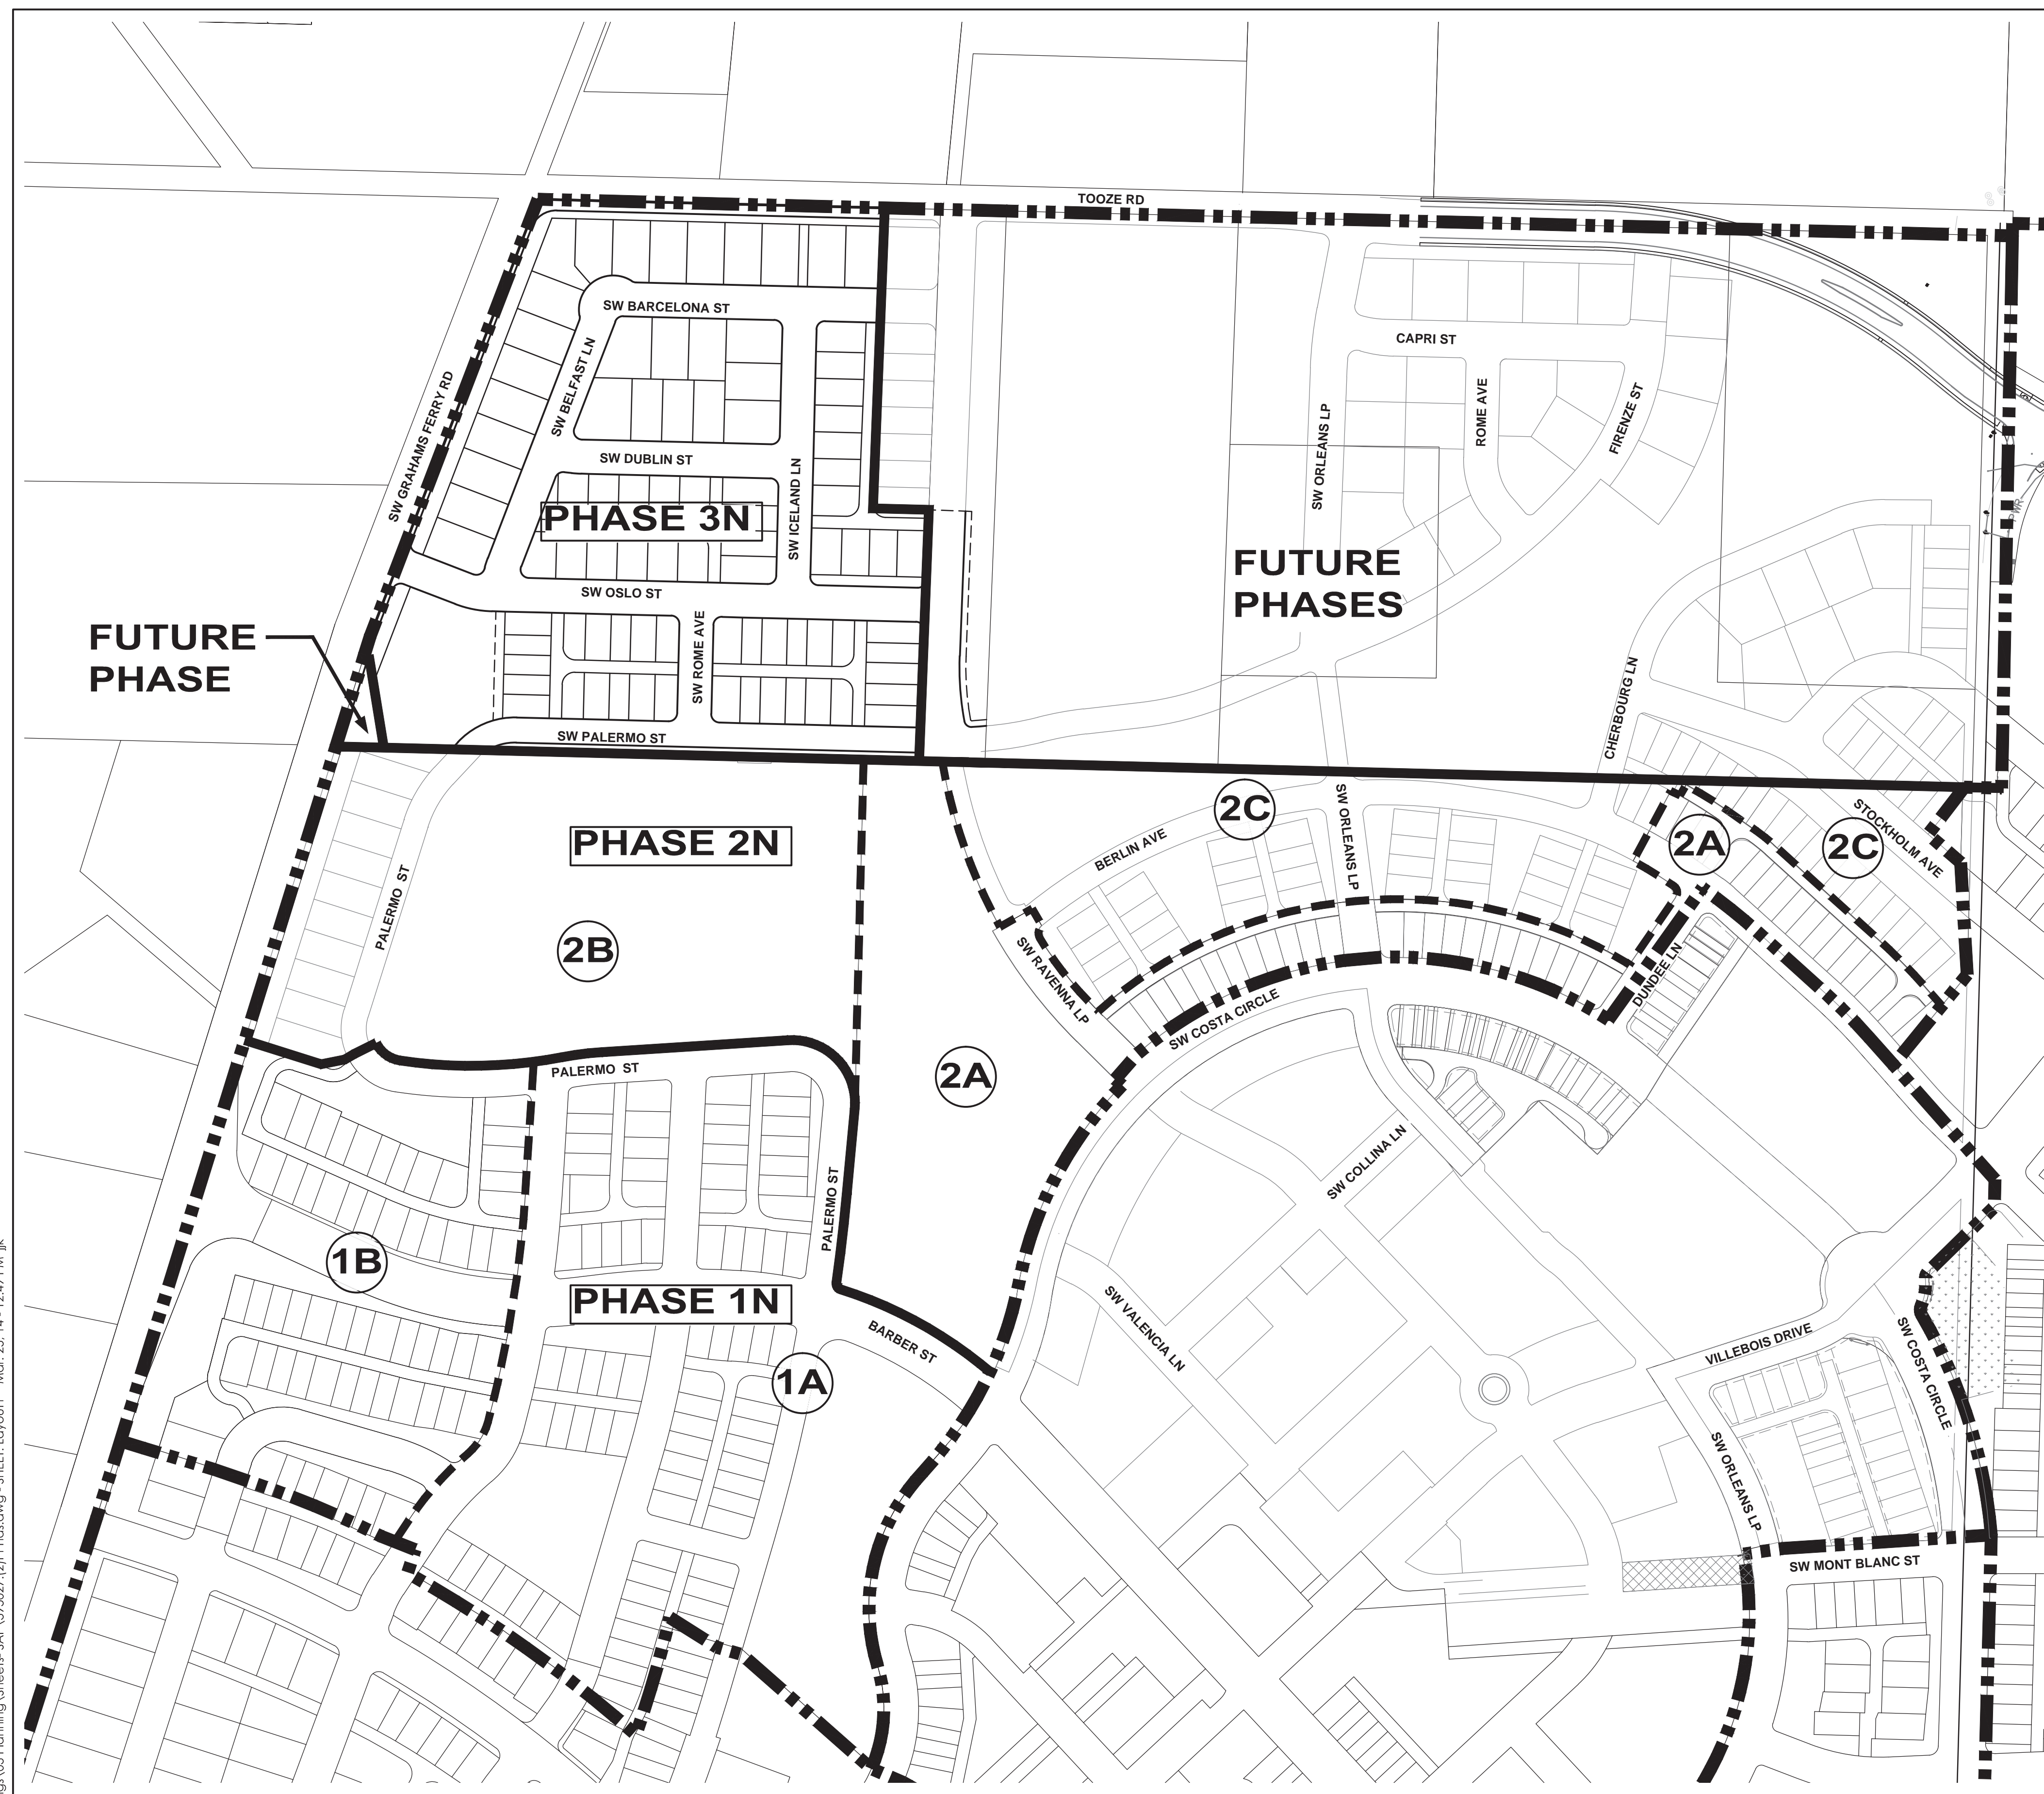 TOOZE RD
SW BARCELONA ST
CAPRI ST
SW BELFAST LN
SW GRAHAMS FERRY RD
SW ORLEANS LP
ROME AVE
FIRENZE ST
SW DUBLIN ST
SW ICELAND LN
PHASE 3N
FUTURE
PHASES
SW OSLO ST
FUTURE
PHASE
SW ROME AVE
CHERBOURG LN
SW PALERMO ST
2C
SW ORLEANS LP
STOCKHOLM AVE
PHASE 2N
BERLIN AVE
2A
2C
PALERMO ST
2B
SW RAVENNA LP
DUNDEE LN
SW COSTA CIRCLE
PALERMO ST
2A
SW COLLINA LN
PALERMO ST
1B
PHASE 1N
SW VALENCIA LN
BARBER ST
VILLEBOIS DRIVE
SW COSTA CIRCLE
1A
SW ORLEANS LP
SW MONT BLANC ST